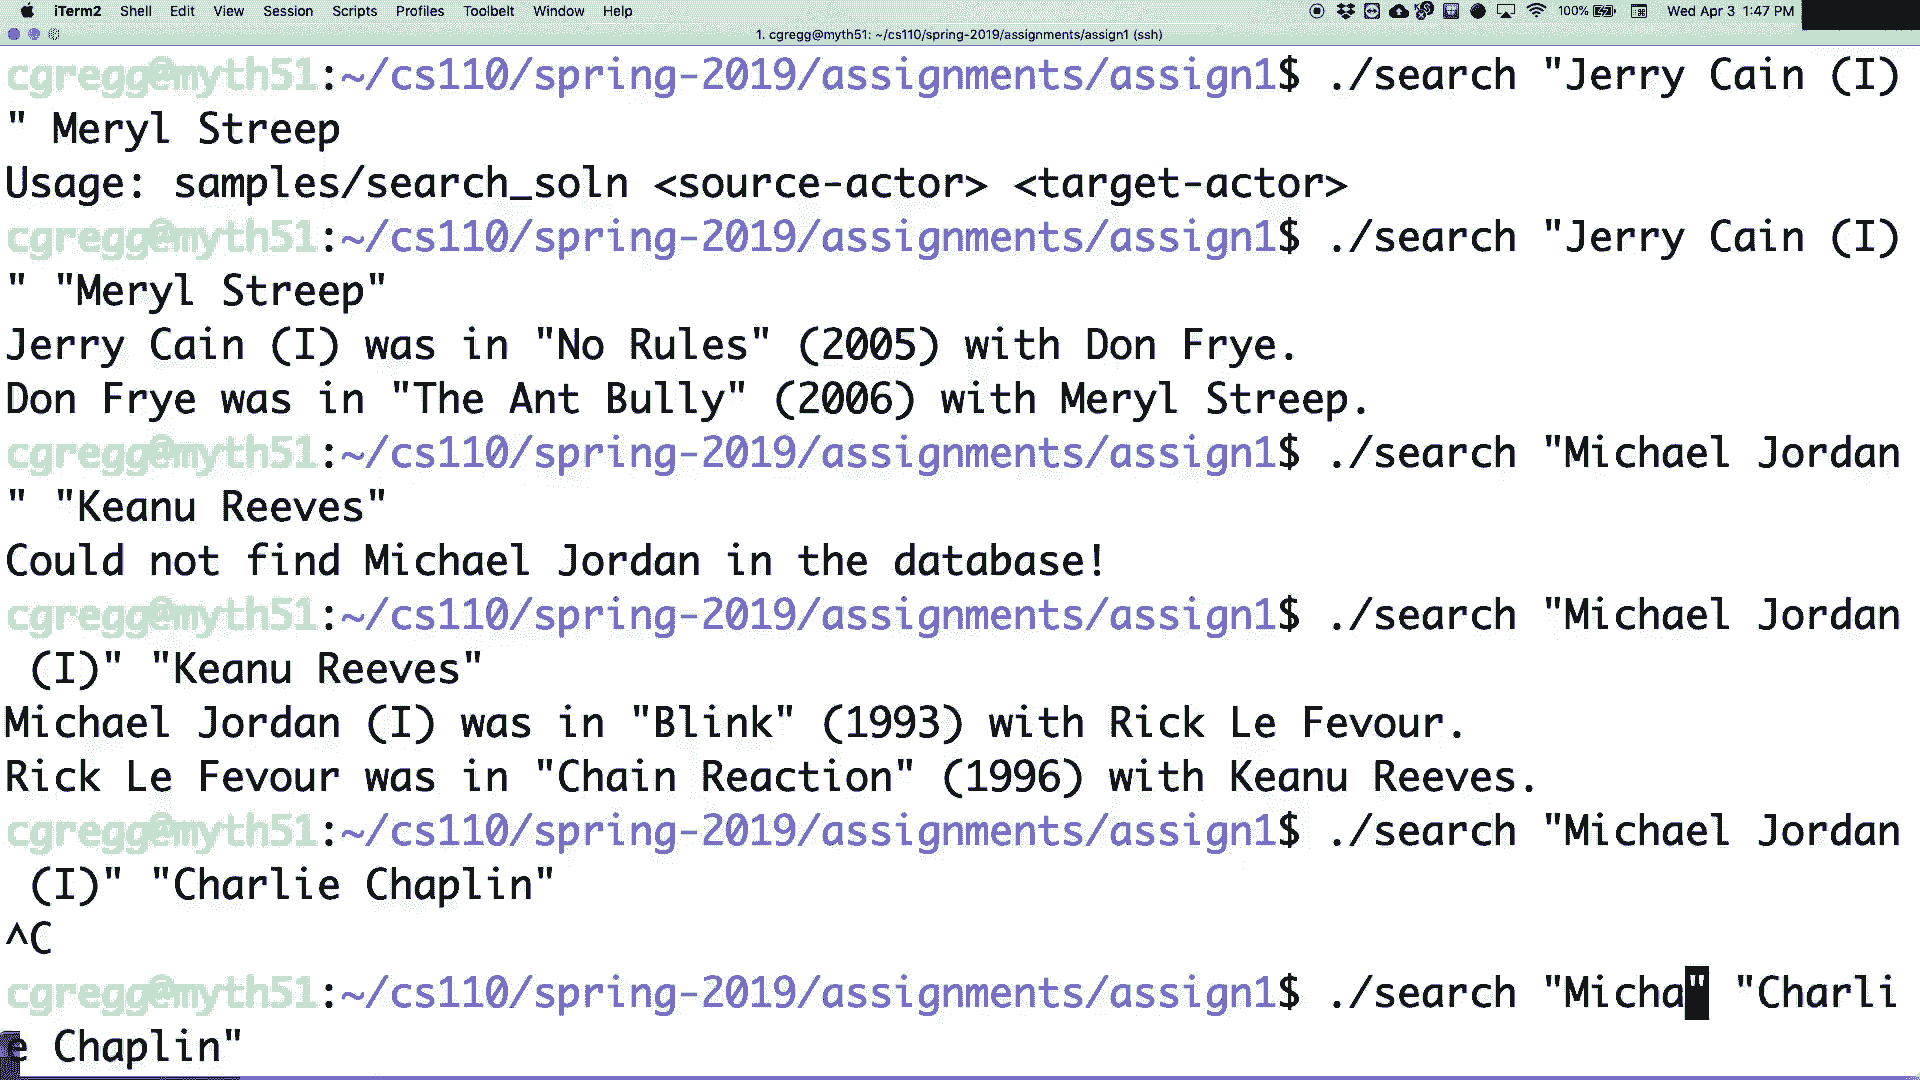 iTerm2 Shell Edit View Session Scripts Profiles Toolbelt Window Help 100% Wed Apr 3 1:47 PM
1. cgregg@myth51: ~/cs110/spring-2019/assignments/assign1 (ssh)
cgregg@myth51:~/cs110/spring-2019/assignments/assign1$ ./search "Jerry Cain (I)
" Meryl Streep
Usage: samples/search_soln <source-actor> <target-actor>
cgregg@myth51:~/cs110/spring-2019/assignments/assign1$ ./search "Jerry Cain (I)
" "Meryl Streep"
Jerry Cain (I) was in "No Rules" (2005) with Don Frye.
Don Frye was in "The Ant Bully" (2006) with Meryl Streep.
cgregg@myth51:~/cs110/spring-2019/assignments/assign1$ ./search "Michael Jordan
" "Keanu Reeves"
Could not find Michael Jordan in the database!
cgregg@myth51:~/cs110/spring-2019/assignments/assign1$ ./search "Michael Jordan
 (I)" "Keanu Reeves"
Michael Jordan (I) was in "Blink" (1993) with Rick Le Fevour.
Rick Le Fevour was in "Chain Reaction" (1996) with Keanu Reeves.
cgregg@myth51:~/cs110/spring-2019/assignments/assign1$ ./search "Michael Jordan
 (I)" "Charlie Chaplin"
^C
cgregg@myth51:~/cs110/spring-2019/assignments/assign1$ ./search "Micha" "Charli
e Chaplin"